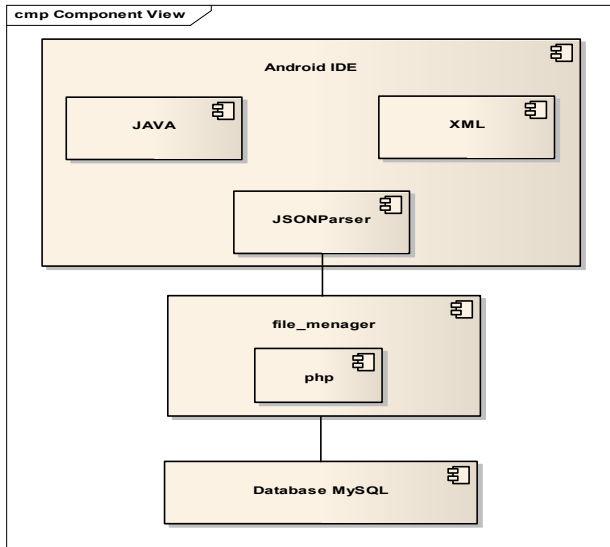 cmp Component View
Android IDE
JAVA
XML
JSONParser
file_menager
php
Database MySQL